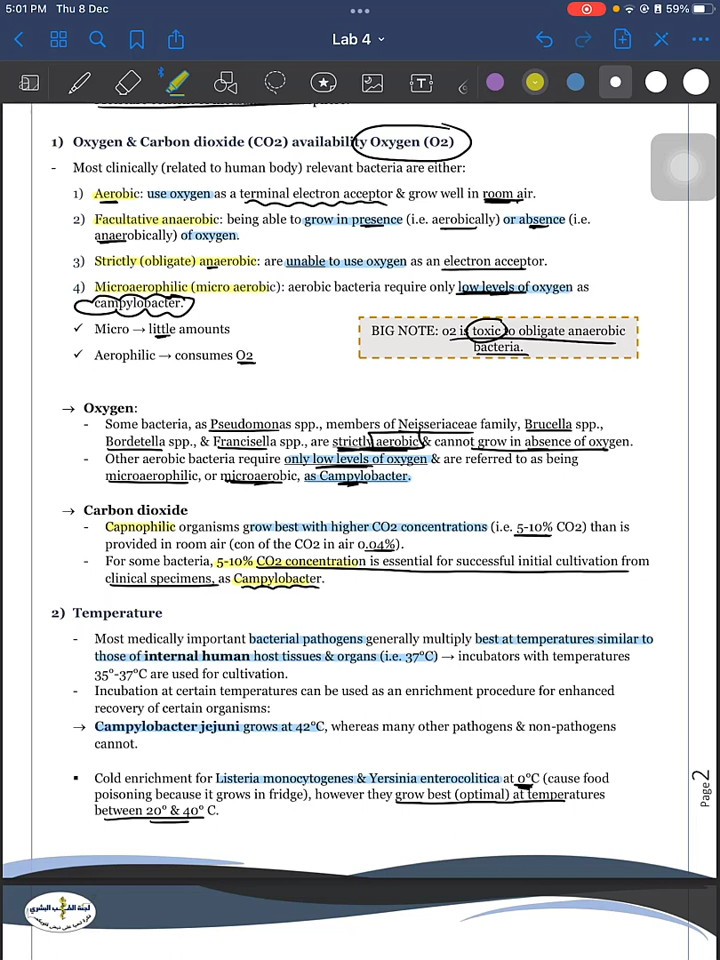 5:01 PM Thu 8 Dec
59%
Lab 4
T
1) Oxygen & Carbon dioxide (CO2) availability Oxygen (O2)
- Most clinically (related to human body) relevant bacteria are either:
1) Aerobic: use oxygen as a terminal electron acceptor & grow well in room air.
2) Facultative anaerobic: being able to grow in presence (i.e. aerobically) or absence (i.e.
anaerobically) of oxygen.
3) Strictly (obligate) anaerobic: are unable to use oxygen as an electron acceptor.
4) Microaerophilic (micro aerobic): aerobic bacteria require only low levels of oxygen as
campylobacter.
✓ Micro → little amounts
✓ Aerophilic → consumes O2
BIG NOTE: o2 is toxic to obligate anaerobic
bacteria.
→ Oxygen:
- Some bacteria, as Pseudomonas spp., members of Neisseriaceae family, Brucella spp.,
Bordetella spp., & Francisella spp., are strictly aerobic & cannot grow in absence of oxygen.
- Other aerobic bacteria require only low levels of oxygen & are referred to as being
microaerophilic, or microaerobic, as Campylobacter.
→ Carbon dioxide
- Capnophilic organisms grow best with higher CO2 concentrations (i.e. 5-10% CO2) than is
provided in room air (con of the CO2 in air 0.04%).
- For some bacteria, 5-10% CO2 concentration is essential for successful initial cultivation from
clinical specimens, as Campylobacter.
2) Temperature
- Most medically important bacterial pathogens generally multiply best at temperatures similar to
those of internal human host tissues & organs (i.e. 37°C) → incubators with temperatures
35°-37°C are used for cultivation.
- Incubation at certain temperatures can be used as an enrichment procedure for enhanced
recovery of certain organisms:
→ Campylobacter jejuni grows at 42°C, whereas many other pathogens & non-pathogens
cannot.
▪ Cold enrichment for Listeria monocytogenes & Yersinia enterocolitica at 0°C (cause food
poisoning because it grows in fridge), however they grow best (optimal) at temperatures
between 20° & 40° C.
Page 2
لجنة الطب البشري